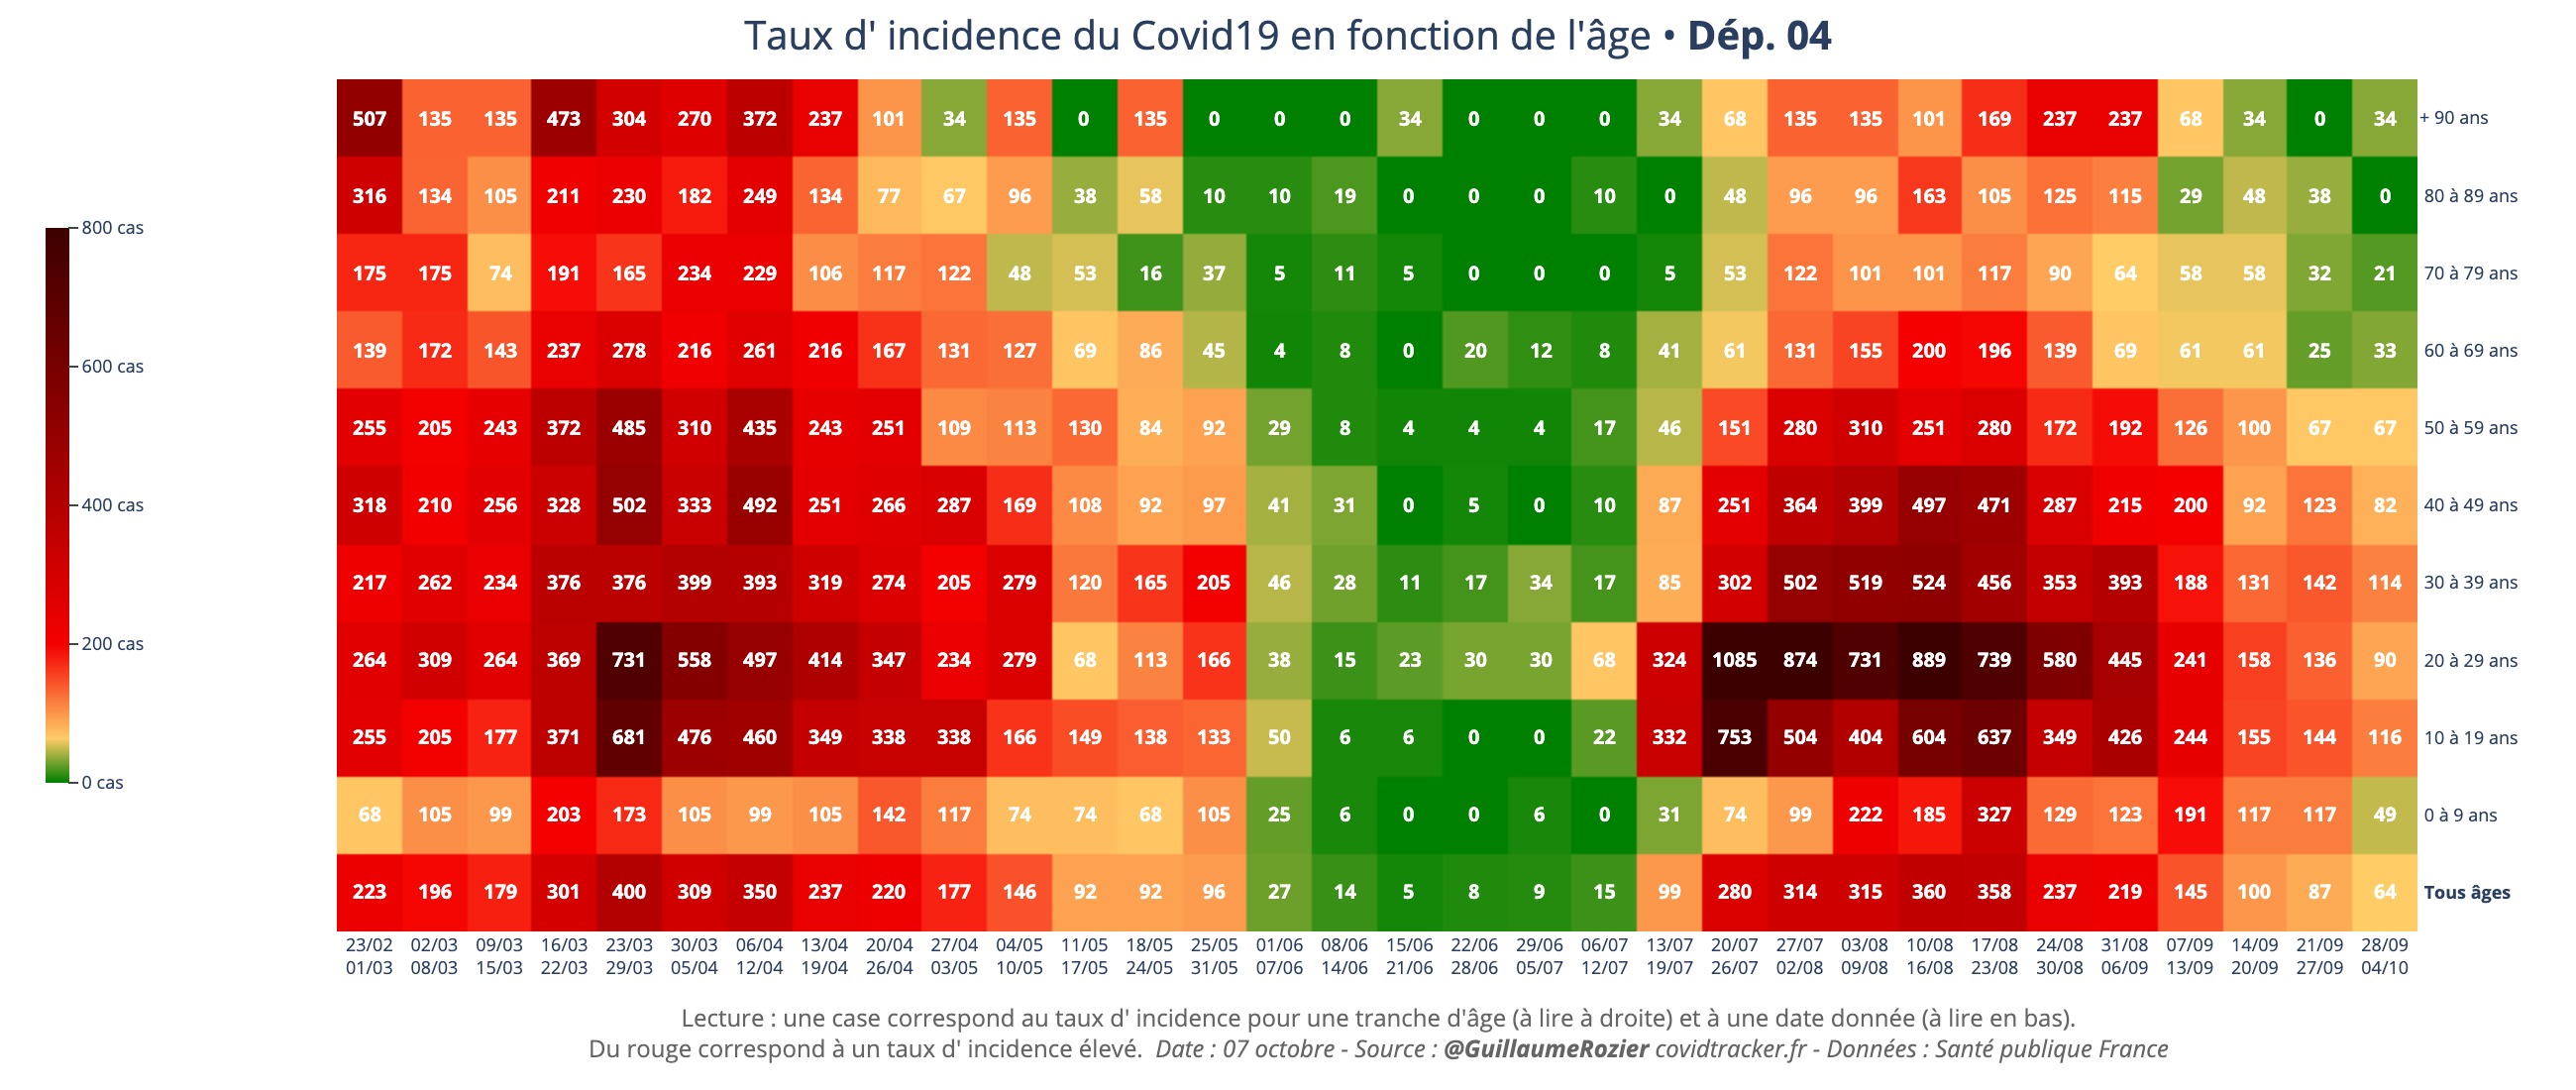 Taux d' incidence du Covid19 en fonction de l'âge • Dép. 04
507 135 135 473 304 270 372 237 101 34 135 0 135 0 0 0 34 0 0 0 34 68 135 135 101 169 237 237 68 34 0 34 + 90 ans
316 134 105 211 230 182 249 134 77 67 96 38 58 10 10 19 0 0 0 10 0 48 96 96 163 105 125 115 29 48 38 0 80 à 89 ans
175 175 74 191 165 234 229 106 117 122 48 53 16 37 5 11 5 0 0 0 5 53 122 101 101 117 90 64 58 58 32 21 70 à 79 ans
139 172 143 237 278 216 261 216 167 131 127 69 86 45 4 8 0 20 12 8 41 61 131 155 200 196 139 69 61 61 25 33 60 à 69 ans
255 205 243 372 485 310 435 243 251 109 113 130 84 92 29 8 4 4 4 17 46 151 280 310 251 280 172 192 126 100 67 67 50 à 59 ans
318 210 256 328 502 333 492 251 266 287 169 108 92 97 41 31 0 5 0 10 87 251 364 399 497 471 287 215 200 92 123 82 40 à 49 ans
217 262 234 376 376 399 393 319 274 205 279 120 165 205 46 28 11 17 34 17 85 302 502 519 524 456 353 393 188 131 142 114 30 à 39 ans
264 309 264 369 731 558 497 414 347 234 279 68 113 166 38 15 23 30 30 68 324 1085 874 731 889 739 580 445 241 158 136 90 20 à 29 ans
255 205 177 371 681 476 460 349 338 338 166 149 138 133 50 6 6 0 0 22 332 753 504 404 604 637 349 426 244 155 144 116 10 à 19 ans
68 105 99 203 173 105 99 105 142 117 74 74 68 105 25 6 0 0 6 0 31 74 99 222 185 327 129 123 191 117 117 49 0 à 9 ans
223 196 179 301 400 309 350 237 220 177 146 92 92 96 27 14 5 8 9 15 99 280 314 315 360 358 237 219 145 100 87 64 Tous âges
23/02 02/03 09/03 16/03 23/03 30/03 06/04 13/04 20/04 27/04 04/05 11/05 18/05 25/05 01/06 08/06 15/06 22/06 29/06 06/07 13/07 20/07 27/07 03/08 10/08 17/08 24/08 31/08 07/09 14/09 21/09 28/09
01/03 08/03 15/03 22/03 29/03 05/04 12/04 19/04 26/04 03/05 10/05 17/05 24/05 31/05 07/06 14/06 21/06 28/06 05/07 12/07 19/07 26/07 02/08 09/08 16/08 23/08 30/08 06/09 13/09 20/09 27/09 04/10
800 cas
600 cas
400 cas
200 cas
0 cas
Lecture : une case correspond au taux d' incidence pour une tranche d'âge (à lire à droite) et à une date donnée (à lire en bas).
Du rouge correspond à un taux d' incidence élevé. Date : 07 octobre - Source : @GuillaumeRozier covidtracker.fr - Données : Santé publique France